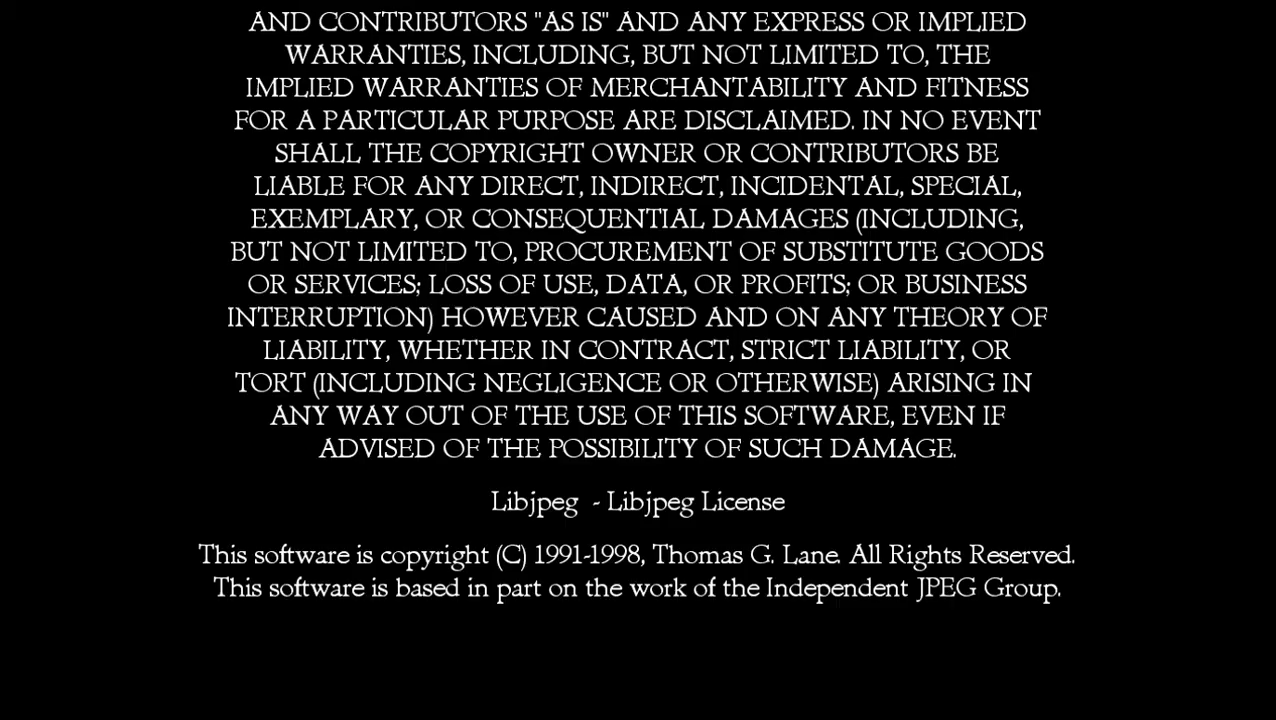 AND CONTRIBUTORS "AS IS" AND ANY EXPRESS OR IMPLIED
WARRANTIES, INCLUDING, BUT NOT LIMITED TO, THE
IMPLIED WARRANTIES OF MERCHANTABILITY AND FITNESS
FOR A PARTICULAR PURPOSE ARE DISCLAIMED. IN NO EVENT
SHALL THE COPYRIGHT OWNER OR CONTRIBUTORS BE
LIABLE FOR ANY DIRECT, INDIRECT, INCIDENTAL, SPECIAL,
EXEMPLARY, OR CONSEQUENTIAL DAMAGES (INCLUDING,
BUT NOT LIMITED TO, PROCUREMENT OF SUBSTITUTE GOODS
OR SERVICES; LOSS OF USE, DATA, OR PROFITS; OR BUSINESS
INTERRUPTION) HOWEVER CAUSED AND ON ANY THEORY OF
LIABILITY, WHETHER IN CONTRACT, STRICT LIABILITY, OR
TORT (INCLUDING NEGLIGENCE OR OTHERWISE) ARISING IN
ANY WAY OUT OF THE USE OF THIS SOFTWARE, EVEN IF
ADVISED OF THE POSSIBILITY OF SUCH DAMAGE.
Libjpeg - Libjpeg License
This software is copyright (C) 1991-1998, Thomas G. Lane. All Rights Reserved.
This software is based in part on the work of the Independent JPEG Group.